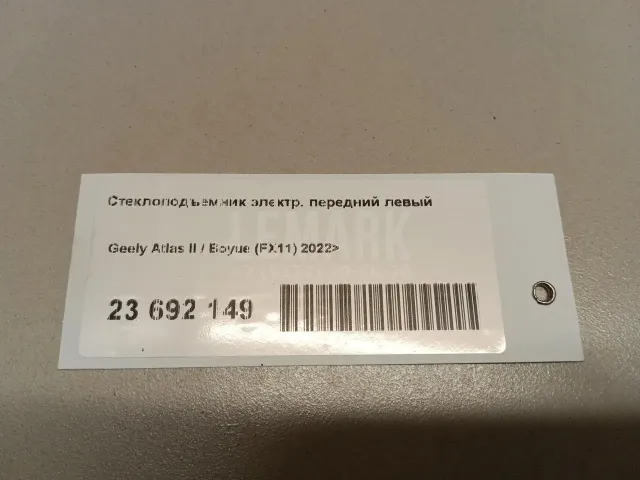 Стеклоподъемник электр. передний левый
LEMARK
Geely Atlas II / Boyue (FX11) 2022>
23 692 149